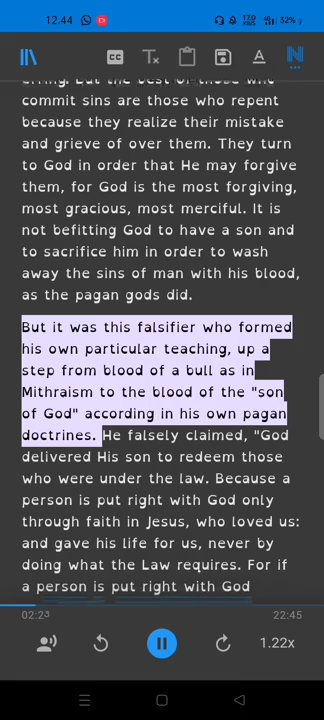 12.44
17.0
KB/S
52%
CC
T
A
N
commit sins are those who repent
because they realize their mistake
and grieve of over them. They turn
to God in order that He may forgive
them, for God is the most forgiving,
most gracious, most merciful. It is
not befitting God to have a son and
to sacrifice him in order to wash
away the sins of man with his blood,
as the pagan gods did.
But it was this falsifier who formed
his own particular teaching, up a
step from blood of a bull as in
Mithraism to the blood of the "son
of God" according in his own pagan
doctrines. He falsely claimed, "God
delivered His son to redeem those
who were under the law. Because a
person is put right with God only
through faith in Jesus, who loved us:
and gave his life for us, never by
doing what the Law requires. For if
a person is put right with God
02:23
22:45
1.22x